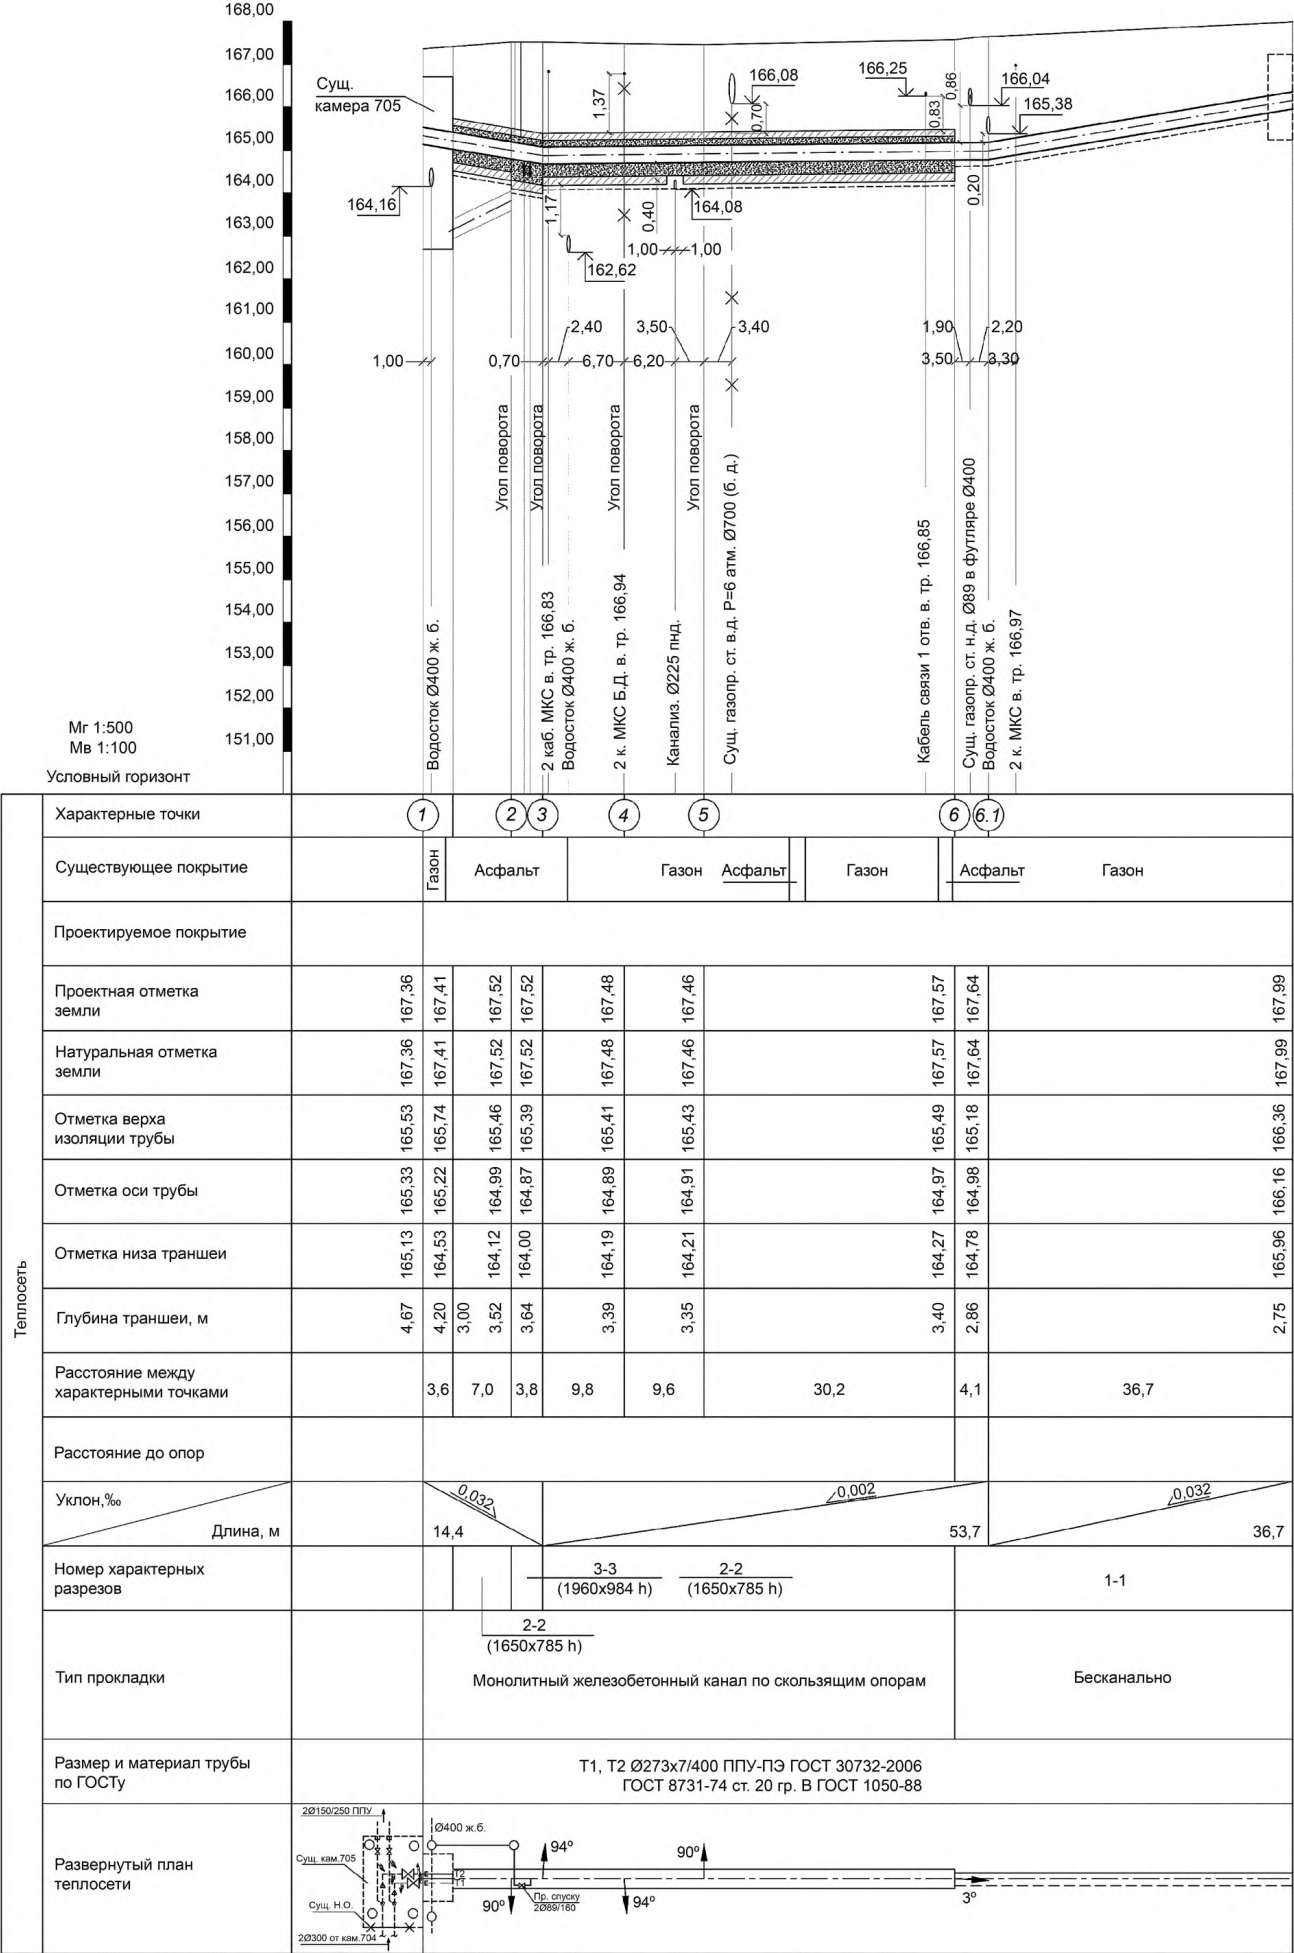 168,00
167,00
166,00
165,00
164,00
163,00
162,00
161,00
160,00
159,00
158,00
157,00
156,00
155,00
154,00
153,00
152,00
151,00
Мг 1:500
Мв 1:100
Условный горизонт
Сущ.
камера 705
164,16
1,37
1,17
162,62
0,40
1,00
1,00
164,08
0,70
166,08
166,25
0,83
0,86
166,04
165,38
0,20
1,00
0,70
2,40
6,70
6,20
3,50
3,40
1,90
3,50
2,20
3,30
Водосток Ø400 ж. б.
Угол поворота
Угол поворота
2 каб. МКС в. тр. 166,83
Водосток Ø400 ж. б.
Угол поворота
2 к. МКС Б.Д. в. тр. 166,94
Канализ. Ø225 пнд.
Угол поворота
Сущ. газопр. ст. в.д. P=6 атм. Ø700 (б. д.)
Кабель связи 1 отв. в. тр. 166,85
Сущ. газопр. ст. н.д. Ø89 в футляре Ø400
Водосток Ø400 ж. б.
2 к. МКС в. тр. 166,97
Теплосеть
Характерные точки
1 2 3 4 5 6 6.1
Существующее покрытие
Газон Асфальт Газон Асфальт Газон Асфальт Газон
Проектируемое покрытие
Проектная отметка
земли
167,36 167,41 167,52 167,52 167,48 167,46 167,57 167,64 167,99
Натуральная отметка
земли
167,36 167,41 167,52 167,52 167,48 167,46 167,57 167,64 167,99
Отметка верха
изоляции трубы
165,53 165,74 165,46 165,39 165,41 165,43 165,49 165,18 166,36
Отметка оси трубы
165,33 165,22 164,99 164,87 164,89 164,91 164,97 164,98 166,16
Отметка низа траншеи
165,13 164,53 164,12 164,00 164,19 164,21 164,27 164,78 165,96
Глубина траншеи, м
4,67 4,20 3,00 3,52 3,64 3,39 3,35 3,40 2,86 2,75
Расстояние между
характерными точками
3,6 7,0 3,8 9,8 9,6 30,2 4,1 36,7
Расстояние до опор
Уклон,‰
Длина, м
0,032
14,4
0,002
53,7
0,032
36,7
Номер характерных
разрезов
3-3
(1960x984 h)
2-2
(1650x785 h)
1-1
2-2
(1650x785 h)
Тип прокладки
Монолитный железобетонный канал по скользящим опорам
Бесканально
Размер и материал трубы
по ГОСТу
Т1, Т2 Ø273x7/400 ППУ-ПЭ ГОСТ 30732-2006
ГОСТ 8731-74 ст. 20 гр. В ГОСТ 1050-88
Развернутый план
теплосети
2Ø150/250 ППУ
Ø400 ж.б.
Сущ. кам.705
Т2
Т1
Сущ. Н.О.
2Ø300 от кам.704
90º
94º
Пр. спуску
2Ø89/160
94º
90º
3º